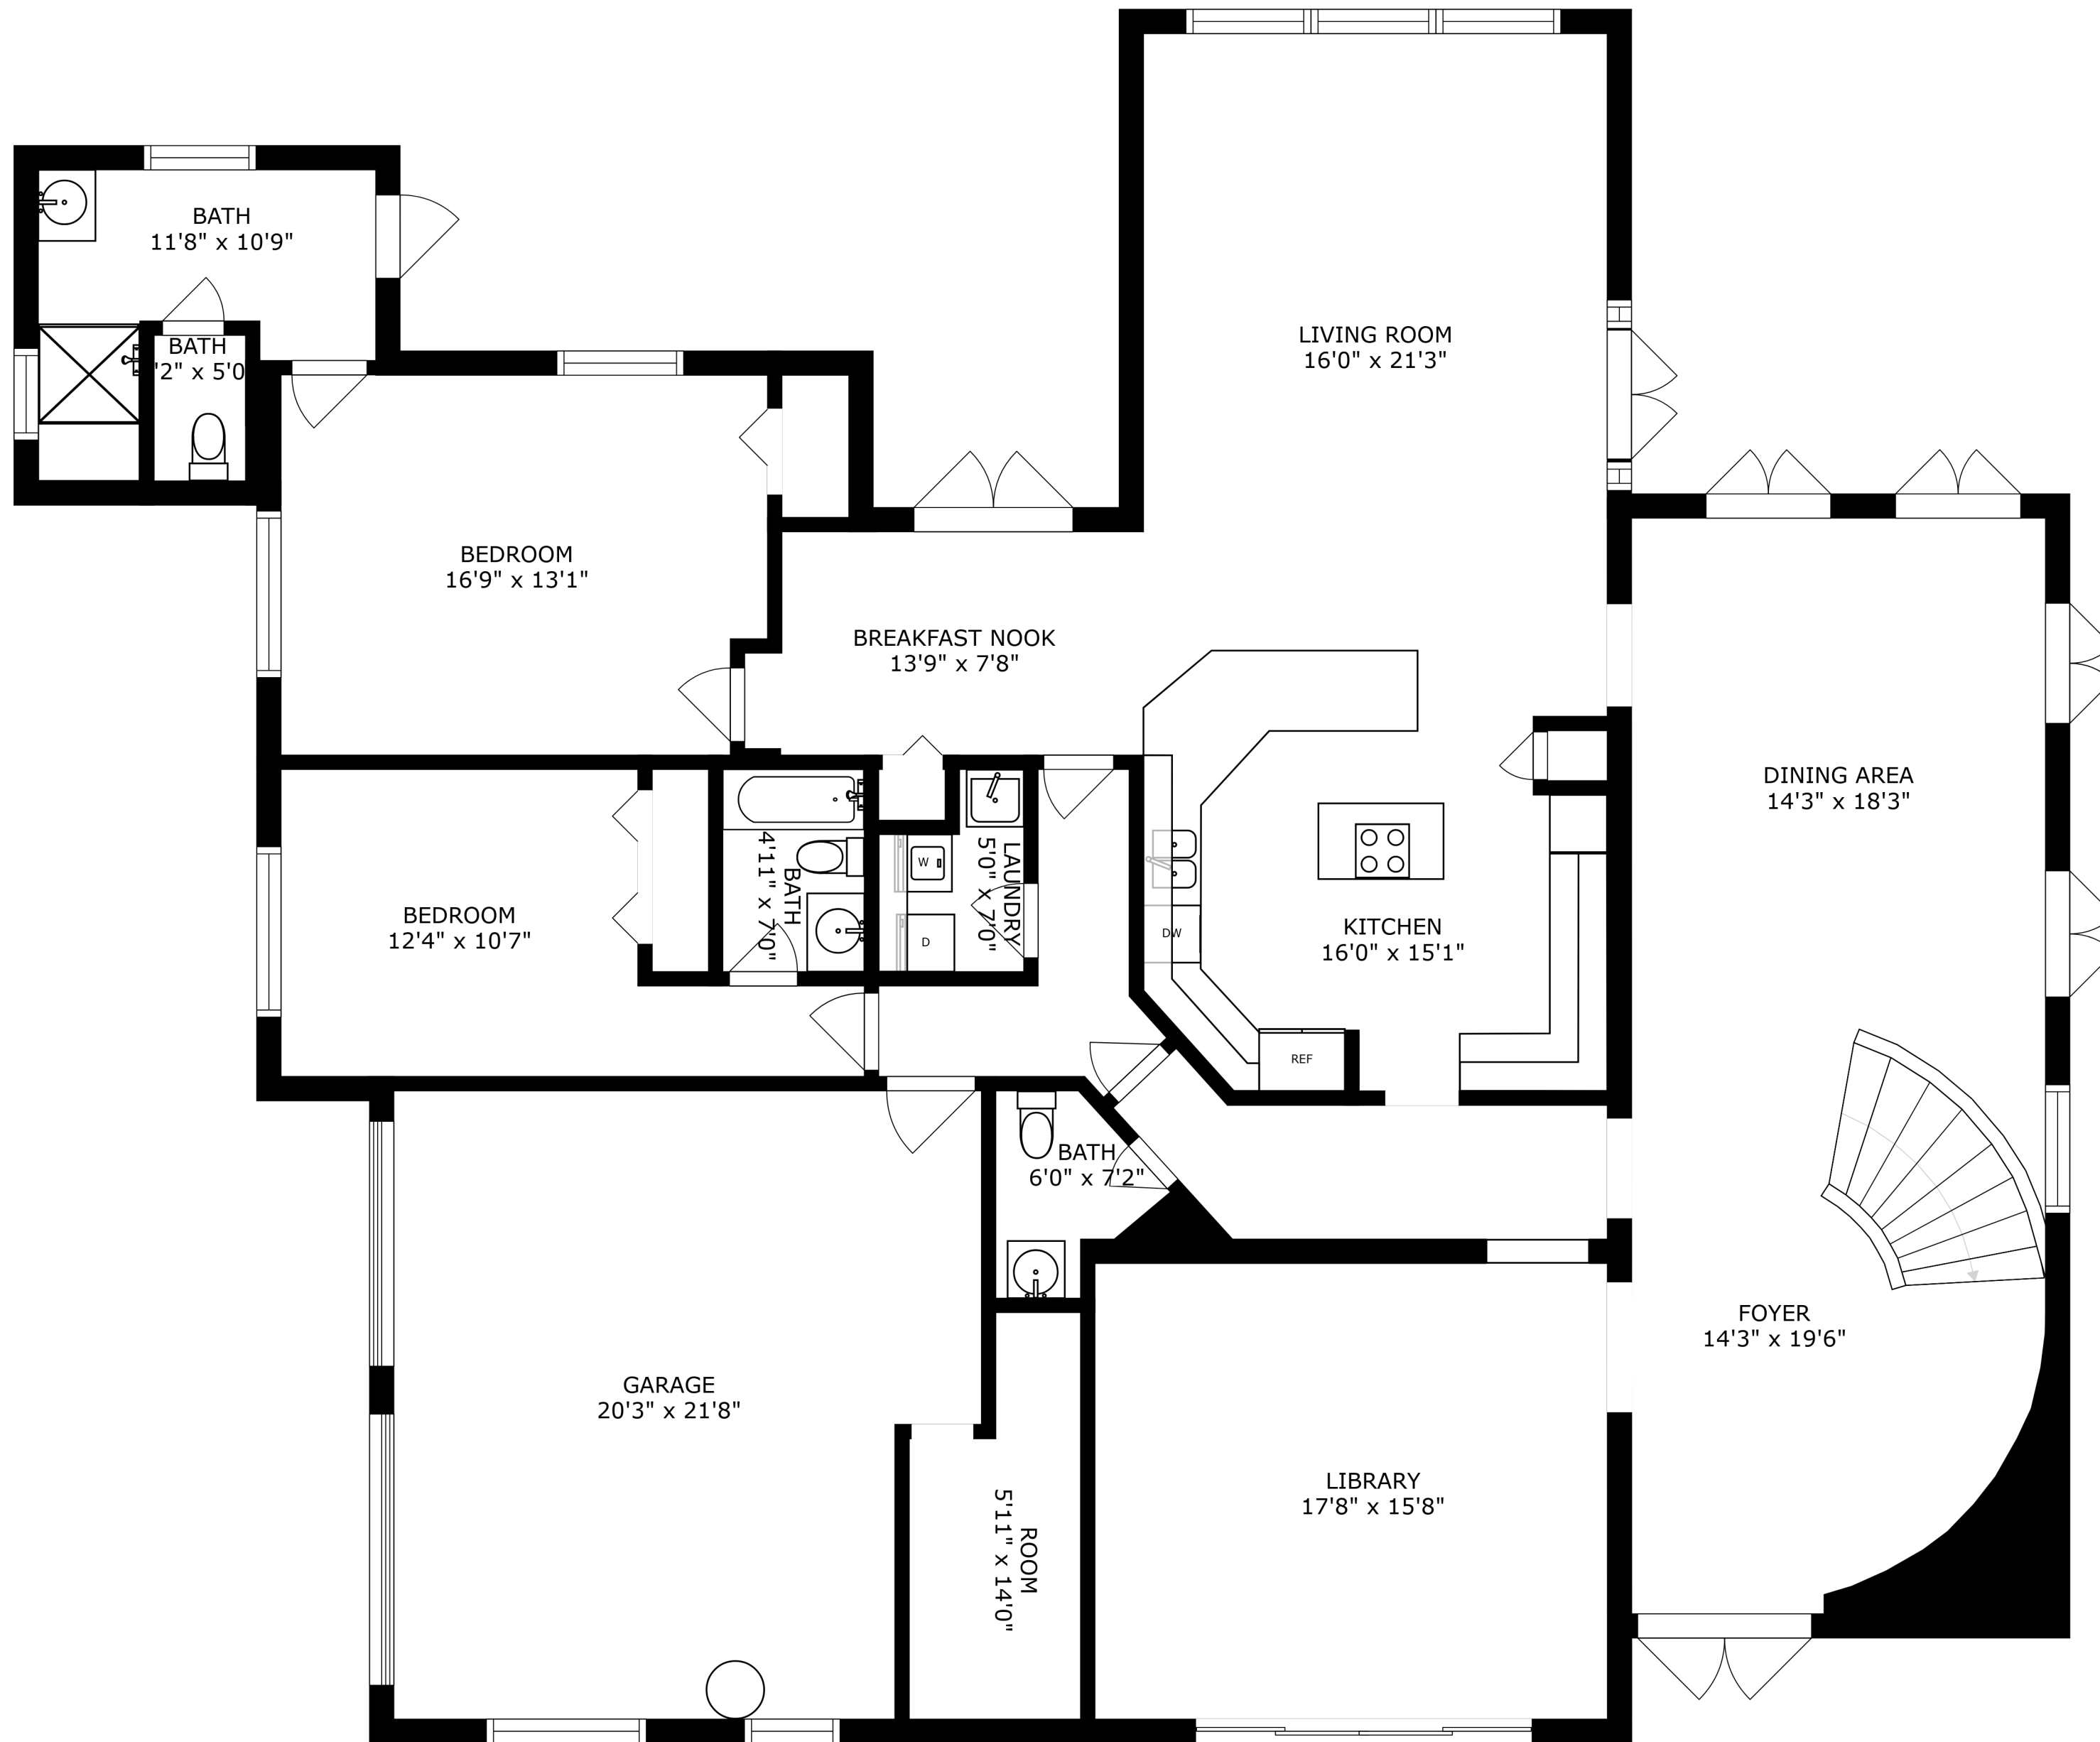 BATH
11'8" x 10'9"
BATH
'2" x 5'0
LIVING ROOM
16'0" x 21'3"
BEDROOM
16'9" x 13'1"
BREAKFAST NOOK
13'9" x 7'8"
DINING AREA
14'3" x 18'3"
BEDROOM
12'4" x 10'7"
BATH
4'11" x 7'0"
W
D
LAUNDRY
5'0" x 7'0"
DW
KITCHEN
16'0" x 15'1"
REF
BATH
6'0" x 7'2"
FOYER
14'3" x 19'6"
GARAGE
20'3" x 21'8"
ROOM
5'11" x 14'0"
LIBRARY
17'8" x 15'8"